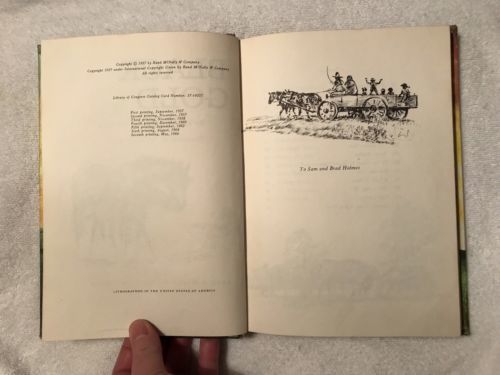 Copyright © 1957 by Rand McNally & Company
Copyright 1957 under International Copyright Union by Rand McNally & Company
All rights reserved
Library of Congress Catalog Card Number: 57-10227
First printing, September, 1957
Second printing, November, 1957
Third printing, November, 1958
Fourth printing, December, 1960
Fifth printing, September, 1962
Sixth printing, August, 1964
Seventh printing, May, 1966
LITHOGRAPHED IN THE UNITED STATES OF AMERICA
To Sam and Brad Holmes